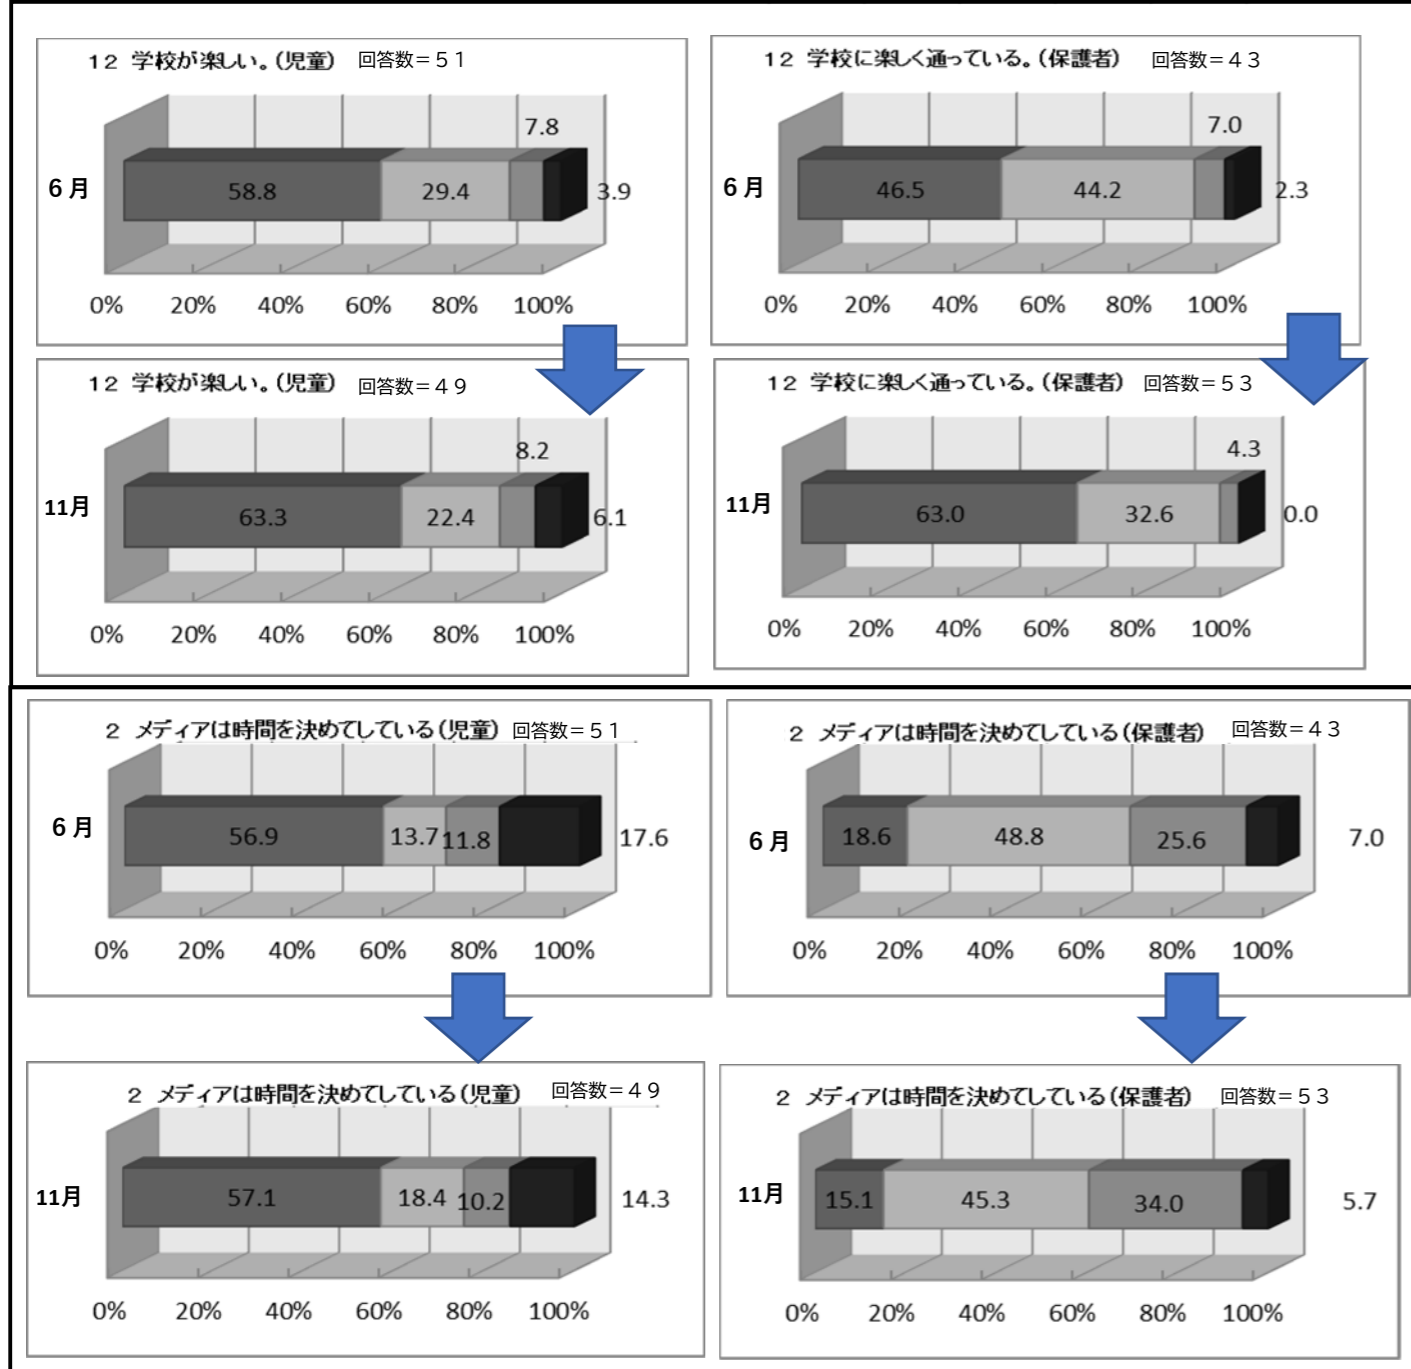 12 学校が楽しい。(児童) 回答数=51
7.8
6月 58.8 29.4 3.9
0% 20% 40% 60% 80% 100%
12 学校に楽しく通っている。(保護者) 回答数=43
7.0
6月 46.5 44.2 2.3
0% 20% 40% 60% 80% 100%
12 学校が楽しい。(児童) 回答数=49
8.2
11月 63.3 22.4 6.1
0% 20% 40% 60% 80% 100%
12 学校に楽しく通っている。(保護者) 回答数=53
4.3
11月 63.0 32.6 0.0
0% 20% 40% 60% 80% 100%
2 メディアは時間を決めてしている(児童) 回答数=51
6月 56.9 13.7 11.8 17.6
0% 20% 40% 60% 80% 100%
2 メディアは時間を決めてしている(保護者) 回答数=43
6月 18.6 48.8 25.6 7.0
0% 20% 40% 60% 80% 100%
2 メディアは時間を決めてしている(児童) 回答数=49
11月 57.1 18.4 10.2 14.3
0% 20% 40% 60% 80% 100%
2 メディアは時間を決めてしている(保護者) 回答数=53
11月 15.1 45.3 34.0 5.7
0% 20% 40% 60% 80% 100%